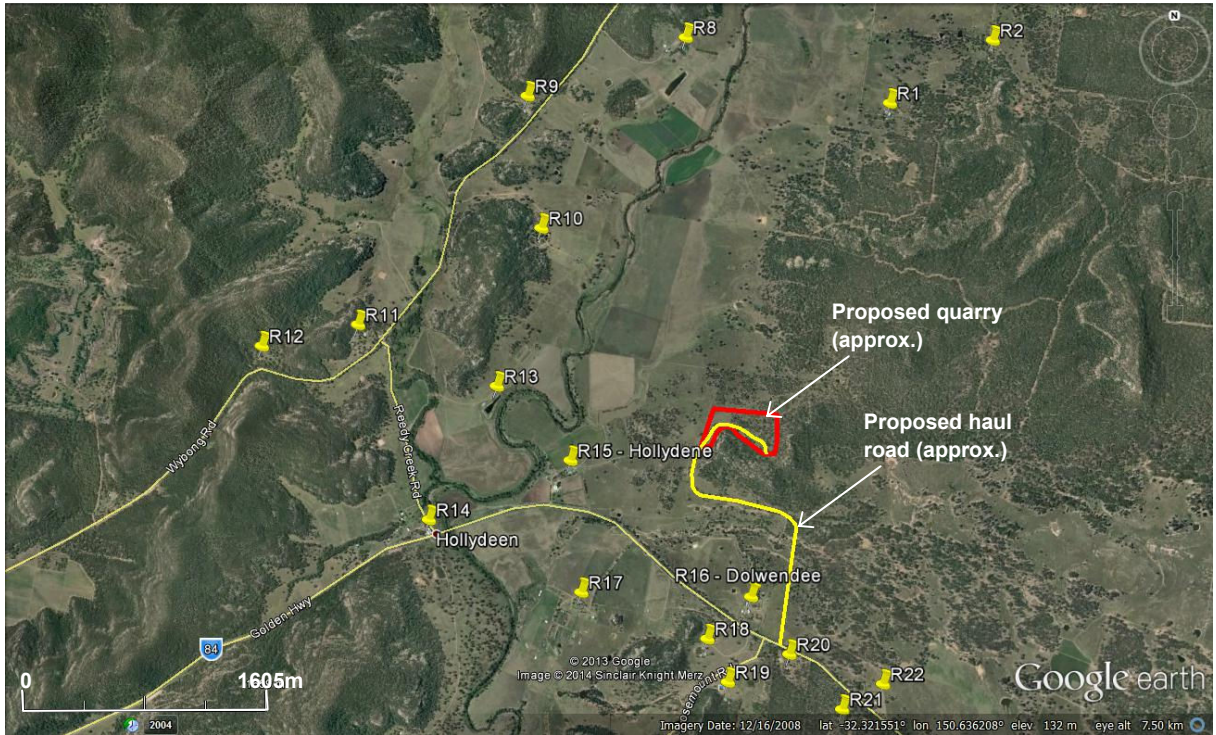 N
R8
R2
R9
R1
R10
Proposed quarry
(approx.)
R11
R12
R13
Proposed haul
road (approx.)
Wybong Rd
Reedy Creek Rd
R15 - Hollydene
R14
Hollydeen
R16 - Dolwendee
R17
Golden Hwy
84
R18
R20
© 2013 Google
Image © 2014 Sinclair Knight Merz
R19
R22
Google earth
0
1605m
R21
2004
Imagery Date: 12/16/2008 lat -32.321551° lon 150.636208° elev 132 m eye alt 7.50 km